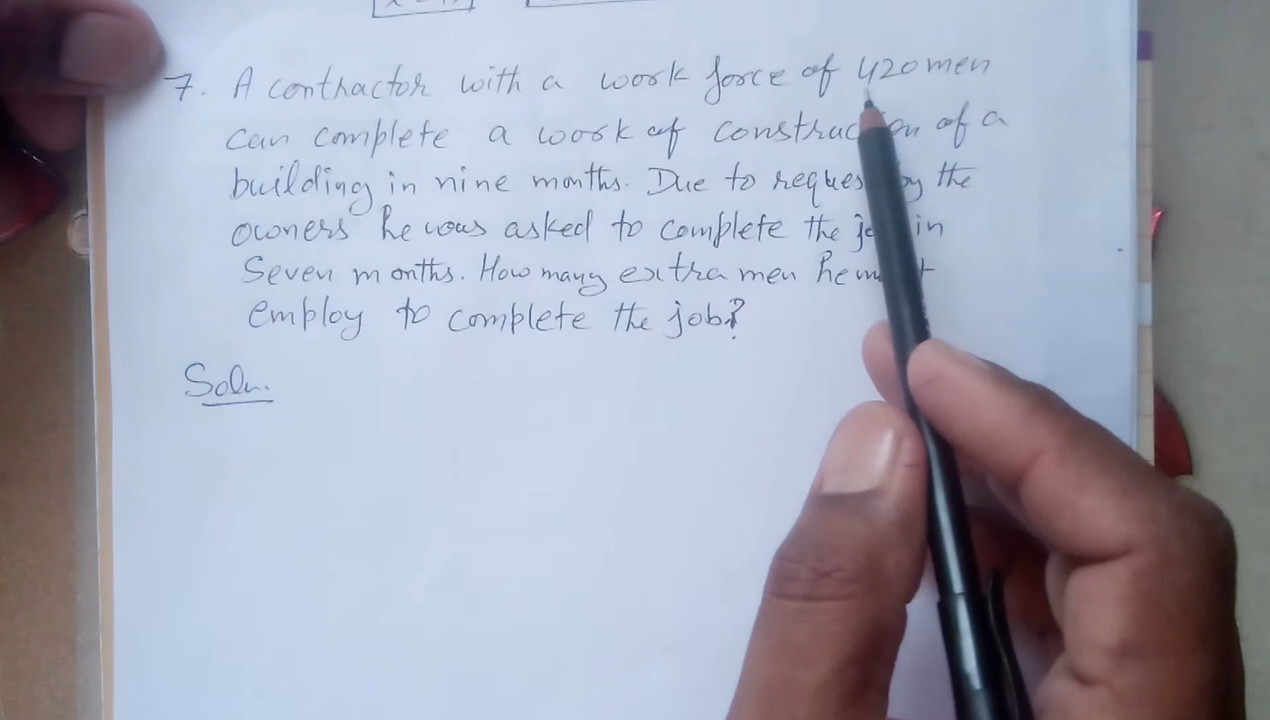 7. A contractor with a work force of 420 men
can complete a work of construc on of a
building in nine months. Due to reques by the
owners he was asked to complete the in
Seven months. How many extra men he
employ to complete the job?
Soln.